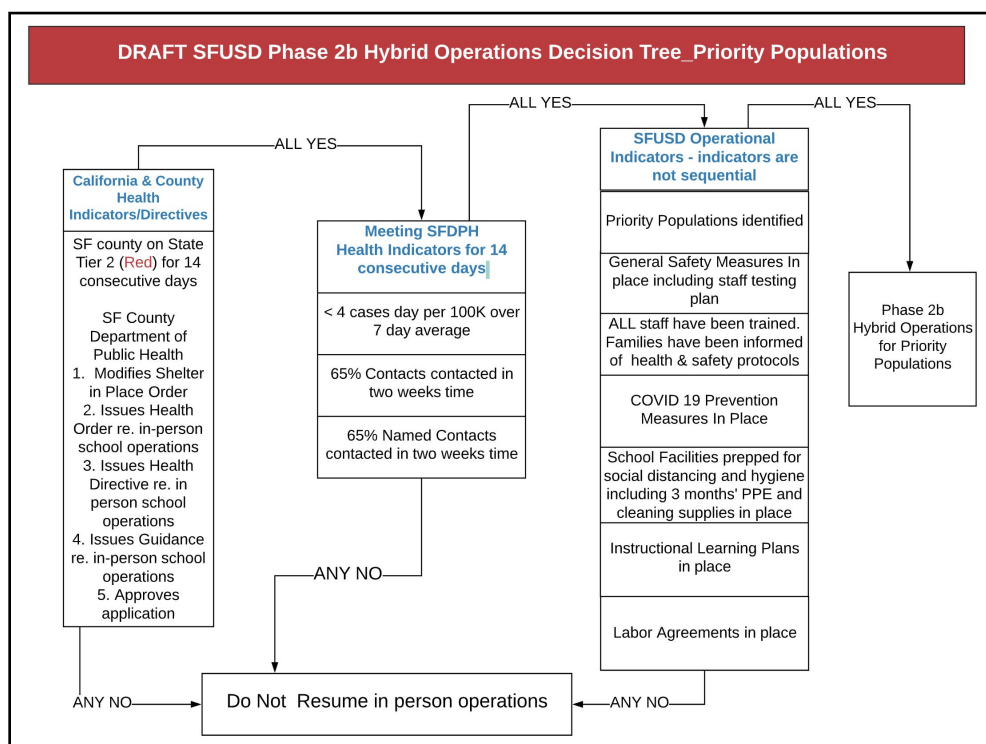 DRAFT SFUSD Phase 2b Hybrid Operations Decision Tree_Priority Populations
ALL YES
California & County
Health
Indicators/Directives
SF county on State
Tier 2 (Red) for 14
consecutive days
SF County
Department of
Public Health
1. Modifies Shelter
in Place Order
2. Issues Health
Order re. in-person
school operations
3. Issues Health
Directive re. in
person school
operations
4. Issues Guidance
re. in-person school
operations
5. Approves
application
ANY NO
ALL YES
Meeting SFDPH
Health Indicators for 14
consecutive days
< 4 cases day per 100K over
7 day average
65% Contacts contacted in
two weeks time
65% Named Contacts
contacted in two weeks time
ANY NO
ALL YES
SFUSD Operational
Indicators - indicators are
not sequential
Priority Populations identified
General Safety Measures In
place including staff testing
plan
ALL staff have been trained.
Families have been informed
of health & safety protocols
COVID 19 Prevention
Measures In Place
School Facilities prepped for
social distancing and hygiene
including 3 months' PPE and
cleaning supplies in place
Instructional Learning Plans
in place
Labor Agreements in place
ANY NO
Phase 2b
Hybrid Operations
for Priority
Populations
Do Not Resume in person operations